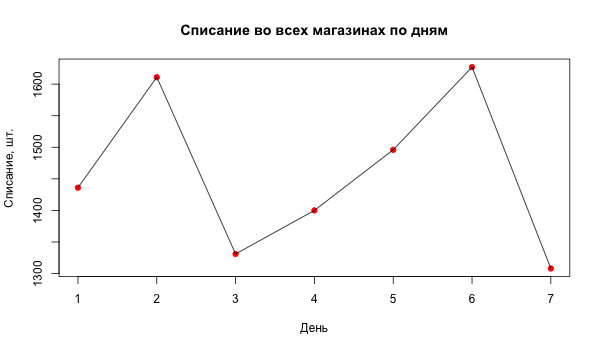 Списание во всех магазинах по дням
Списание, шт.
1600
1500
1400
1300
1 2 3 4 5 6 7
День